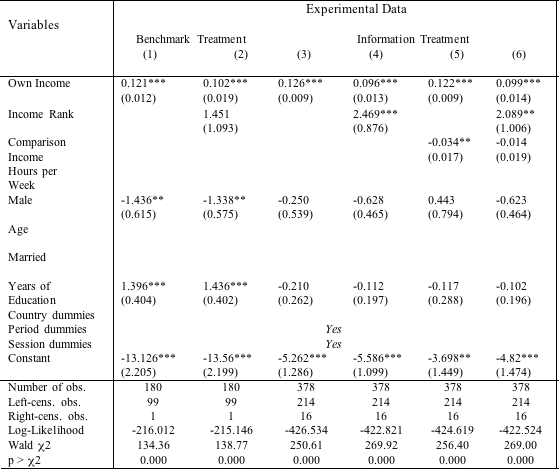 Experimental Data
Variables
Benchmark Treatment Information Treatment
(1) (2) (3) (4) (5) (6)
Own Income 0.121*** 0.102*** 0.126*** 0.096*** 0.122*** 0.099***
(0.012) (0.019) (0.009) (0.013) (0.009) (0.014)
Income Rank 1.451 2.469*** 2.089**
(1.093) (0.876) (1.006)
Comparison -0.034** -0.014
Income (0.017) (0.019)
Hours per
Week
Male -1.436** -1.338** -0.250 -0.628 0.443 -0.623
(0.615) (0.575) (0.539) (0.465) (0.794) (0.464)
Age
Married
Years of 1.396*** 1.436*** -0.210 -0.112 -0.117 -0.102
Education (0.404) (0.402) (0.262) (0.197) (0.288) (0.196)
Country dummies
Period dummies Yes
Session dummies Yes
Constant -13.126*** -13.56*** -5.262*** -5.586*** -3.698** -4.82***
(2.205) (2.199) (1.286) (1.099) (1.449) (1.474)
Number of obs. 180 180 378 378 378 378
Left-cens. obs. 99 99 214 214 214 214
Right-cens. obs. 1 1 16 16 16 16
Log-Likelihood -216.012 -215.146 -426.534 -422.821 -424.619 -422.524
Wald χ2 134.36 138.77 250.61 269.92 256.40 269.00
p > χ2 0.000 0.000 0.000 0.000 0.000 0.000